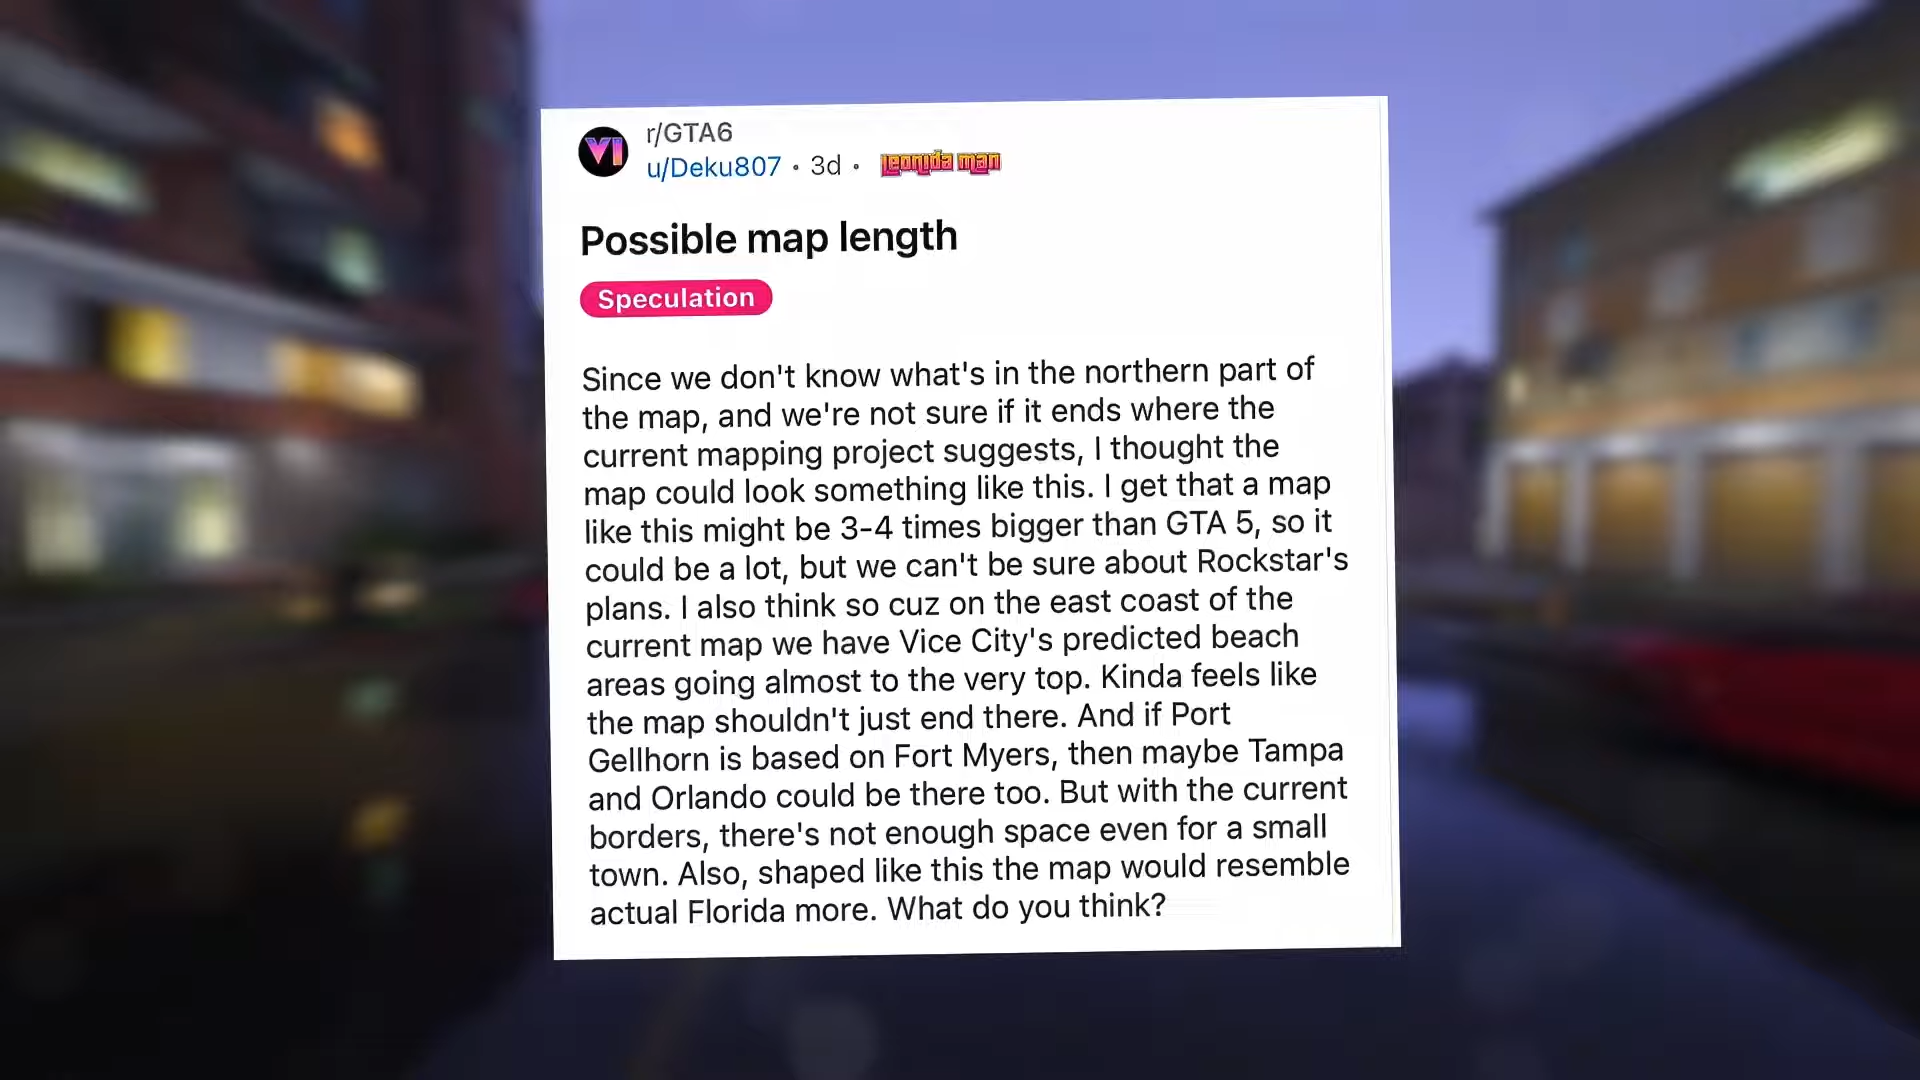 r/GTA6
VI
u/Deku807 • 3d •
leonida man
Possible map length
Speculation
Since we don't know what's in the northern part of
the map, and we're not sure if it ends where the
current mapping project suggests, I thought the
map could look something like this. I get that a map
like this might be 3-4 times bigger than GTA 5, so it
could be a lot, but we can't be sure about Rockstar's
plans. I also think so cuz on the east coast of the
current map we have Vice City's predicted beach
areas going almost to the very top. Kinda feels like
the map shouldn't just end there. And if Port
Gellhorn is based on Fort Myers, then maybe Tampa
and Orlando could be there too. But with the current
borders, there's not enough space even for a small
town. Also, shaped like this the map would resemble
actual Florida more. What do you think?